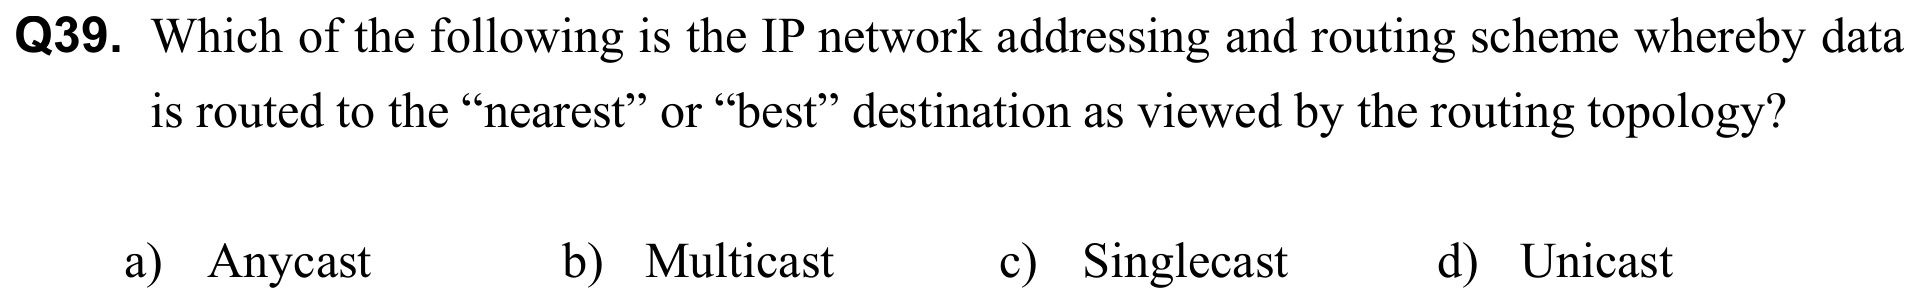 Q39. Which of the following is the IP network addressing and routing scheme whereby data
is routed to the “nearest” or “best” destination as viewed by the routing topology?
a) Anycast b) Multicast c) Singlecast d) Unicast